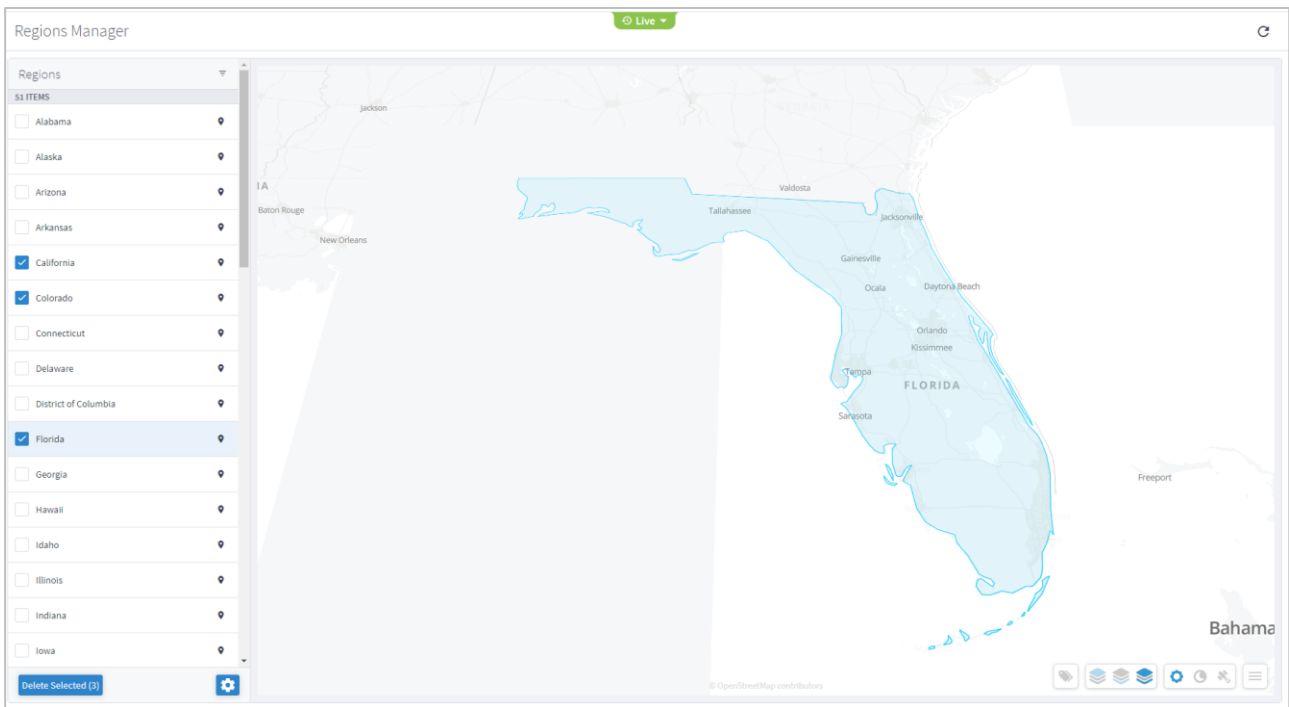 Regions Manager
Live
Regions
51 ITEMS
Alabama
Alaska
Arizona
Arkansas
California
Colorado
Connecticut
Delaware
District of Columbia
Florida
Georgia
Hawaii
Idaho
Illinois
Indiana
Iowa
Delete Selected (3)
Jackson
IA
Valdosta
Baton Rouge
Tallahassee
Jacksonville
New Orleans
Gainesville
Ocala
Daytona Beach
Orlando
Kissimmee
Tampa
FLORIDA
Sarasota
Freeport
Bahama
© OpenStreetMap contributors